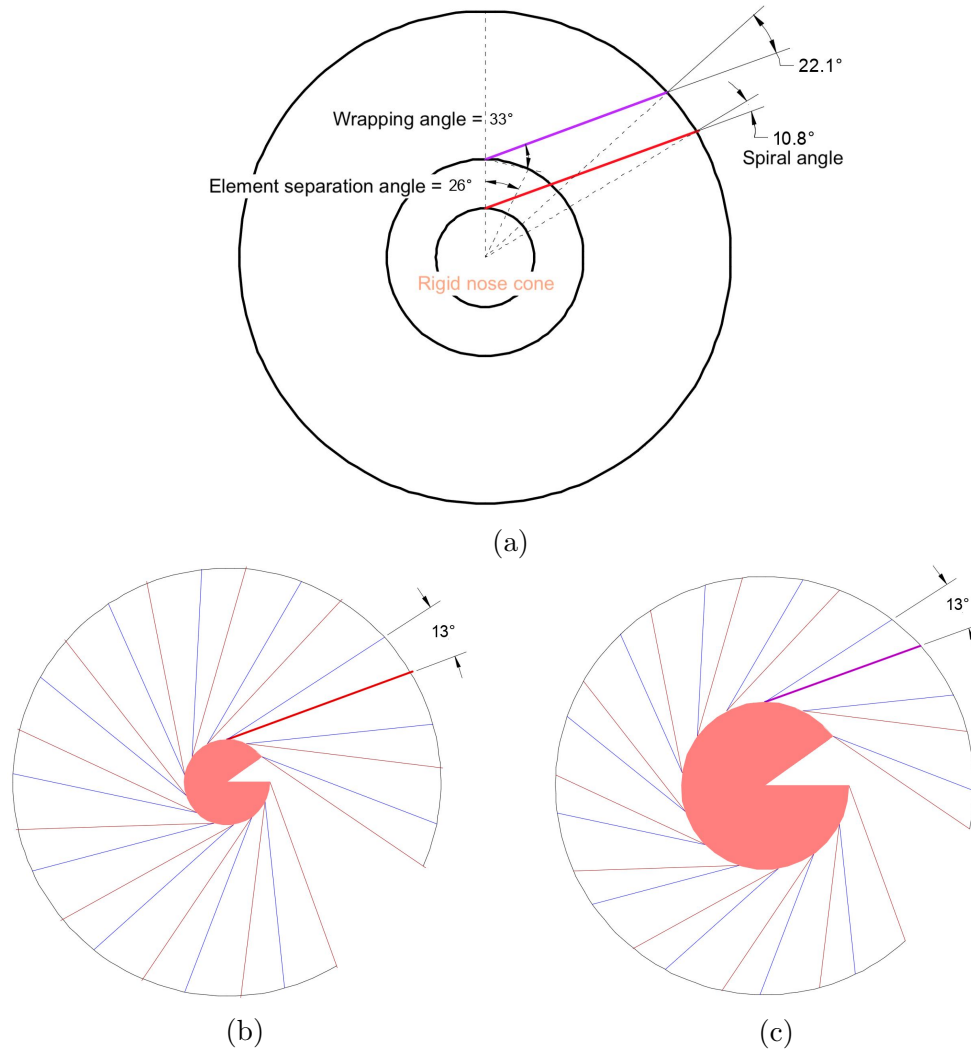 22.1°
Wrapping angle = 33°
10.8°
Spiral angle
Element separation angle = 26°
Rigid nose cone
(a)
13°
13°
(b)
(c)